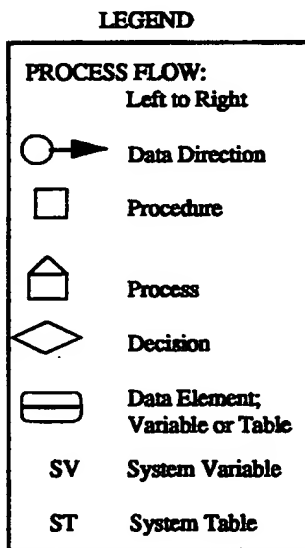 LEGEND
PROCESS FLOW:
Left to Right
Data Direction
Procedure
Process
Decision
Data Element;
Variable or Table
SV System Variable
ST System Table